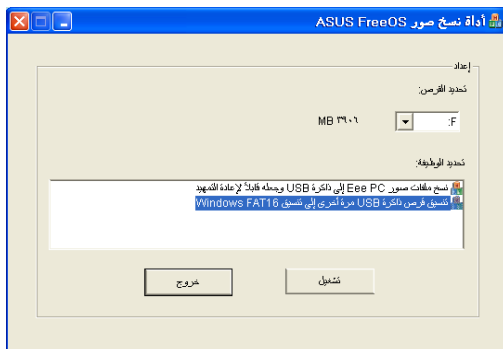 أداة نسخ صور ASUS FreeOS
إعداد
تحديد القرص:
F:
٣٩٠٦ MB
تحديد الوظيفة:
نسخ ملفات صور Eee PC إلى ذاكرة USB وجعله قابلاً لإعادة التمهيد
تنسيق قرص ذاكرة USB مرة أخرى إلى تنسيق Windows FAT16
تشغيل
خروج